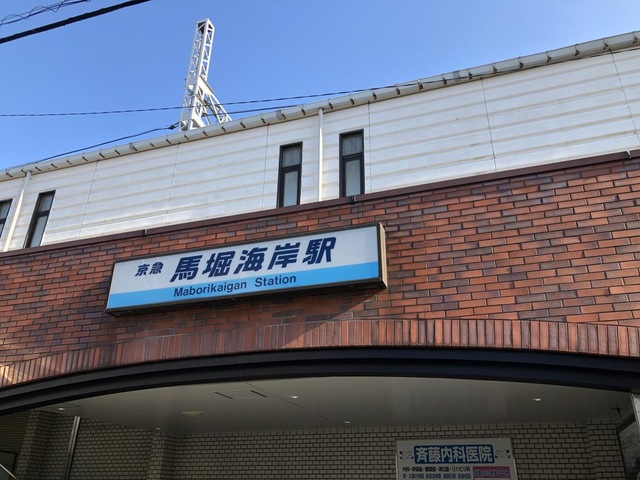 京急 馬堀海岸駅
Maborikaigan Station
斉藤内科医院